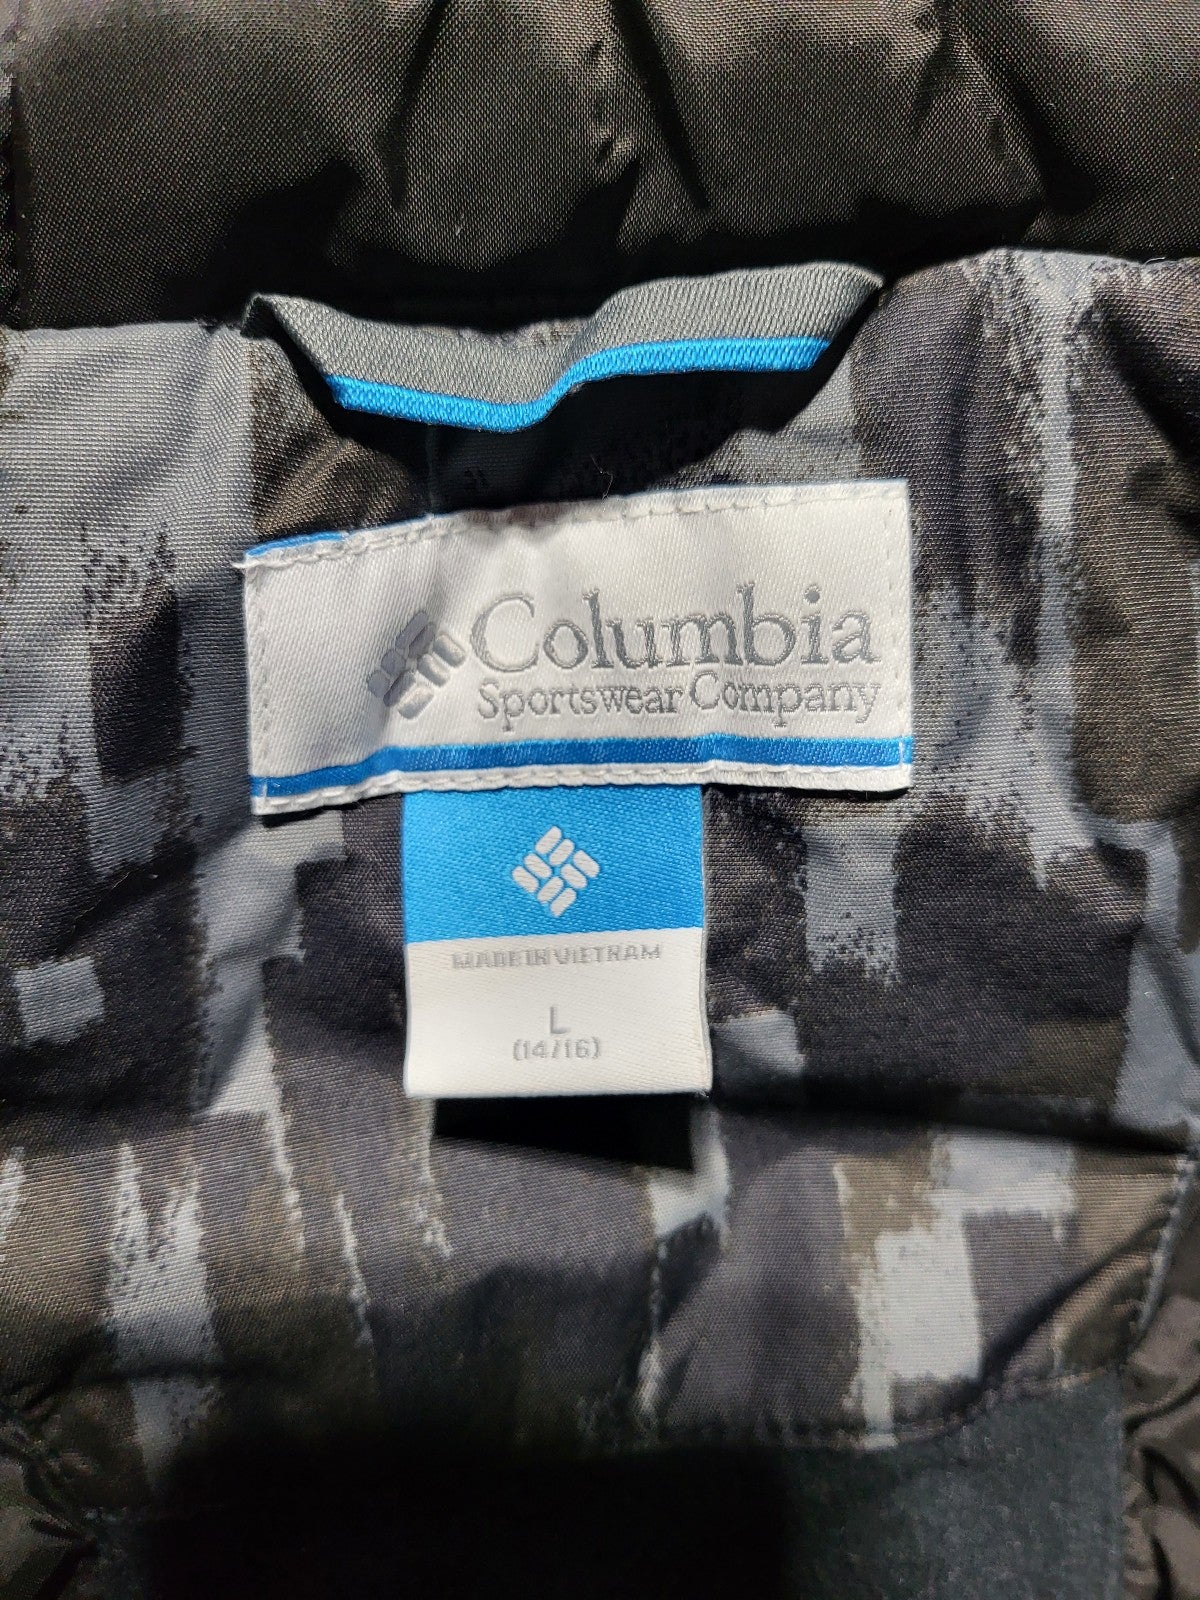 Columbia
Sportswear Company
MADE IN VIETNAM
L
(14/16)